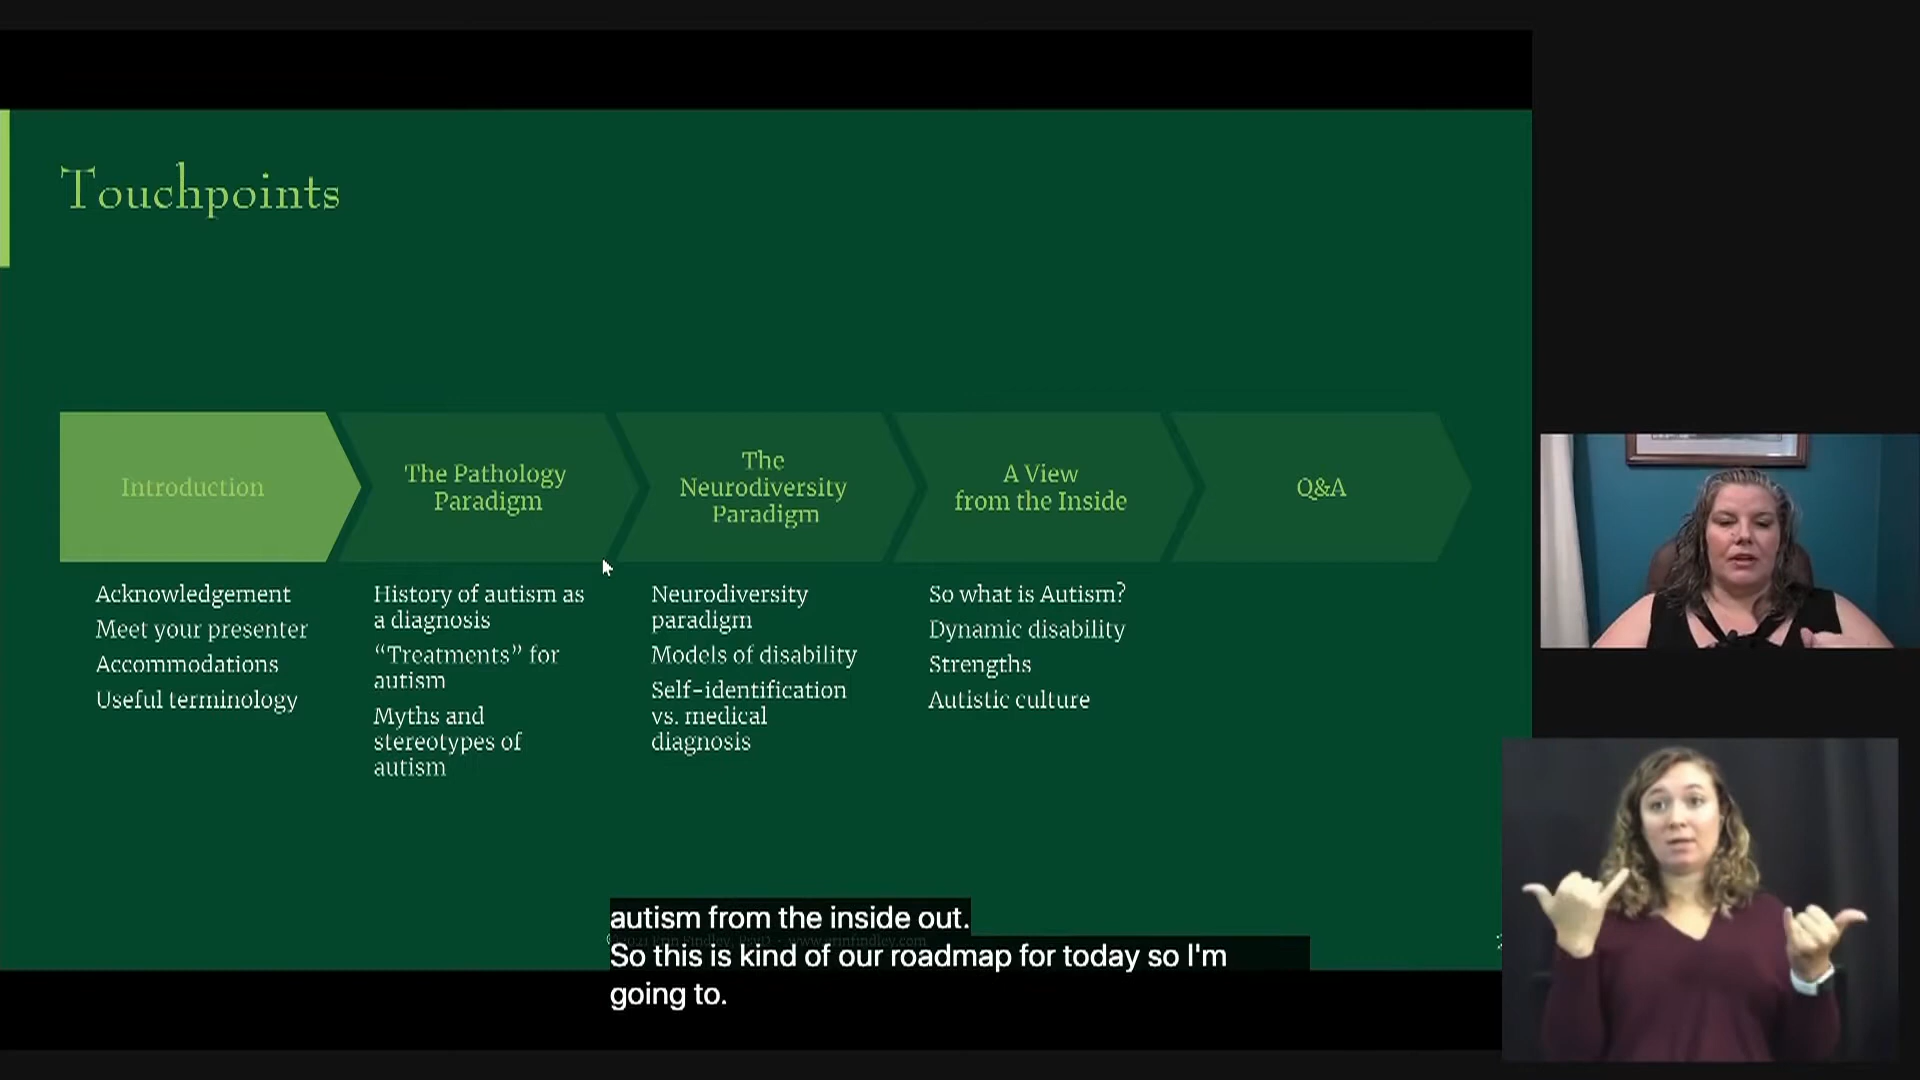 Touchpoints
Introduction
Acknowledgement
Meet your presenter
Accommodations
Useful terminology
The Pathology
Paradigm
History of autism as
a diagnosis
“Treatments” for
autism
Myths and
stereotypes of
autism
The
Neurodiversity
Paradigm
Neurodiversity
paradigm
Models of disability
Self-identification
vs. medical
diagnosis
A View
from the Inside
So what is Autism?
Dynamic disability
Strengths
Autistic culture
Q&A
autism from the inside out.
So this is kind of our roadmap for today so I'm
going to.